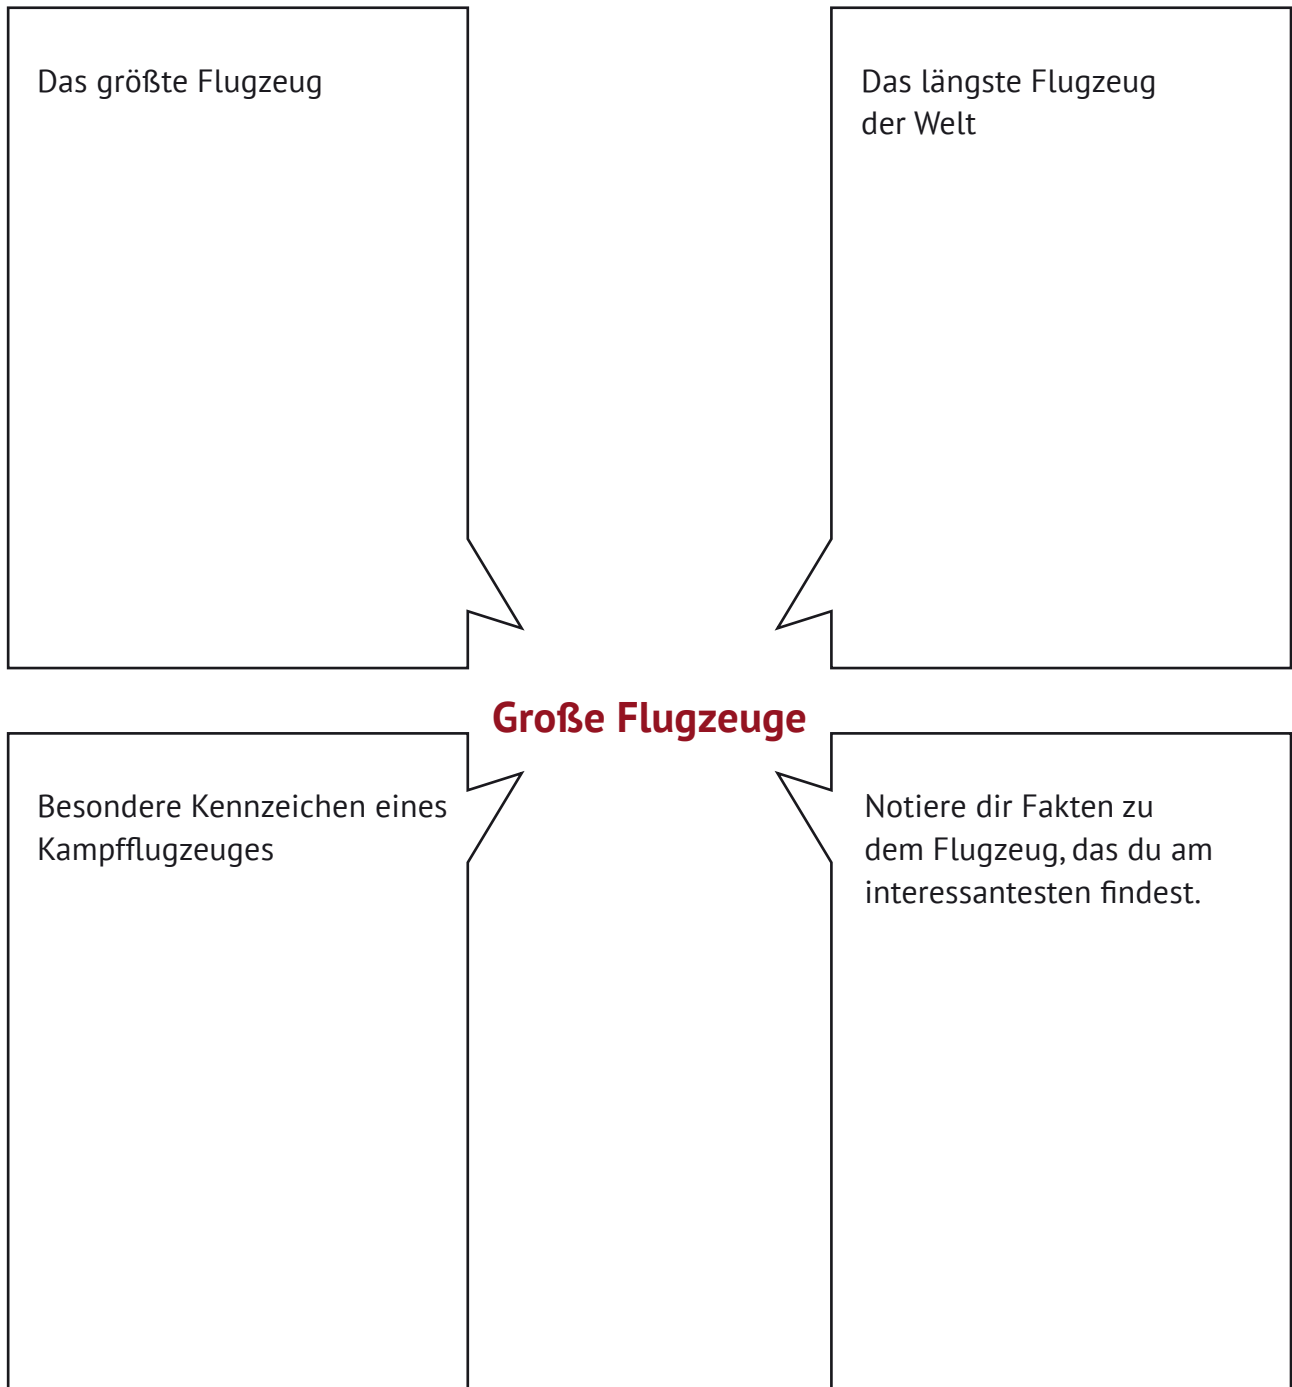 Das größte Flugzeug
Das längste Flugzeug
der Welt
Große Flugzeuge
Besondere Kennzeichen eines
Kampfflugzeuges
Notiere dir Fakten zu
dem Flugzeug, das du am
interessantesten findest.